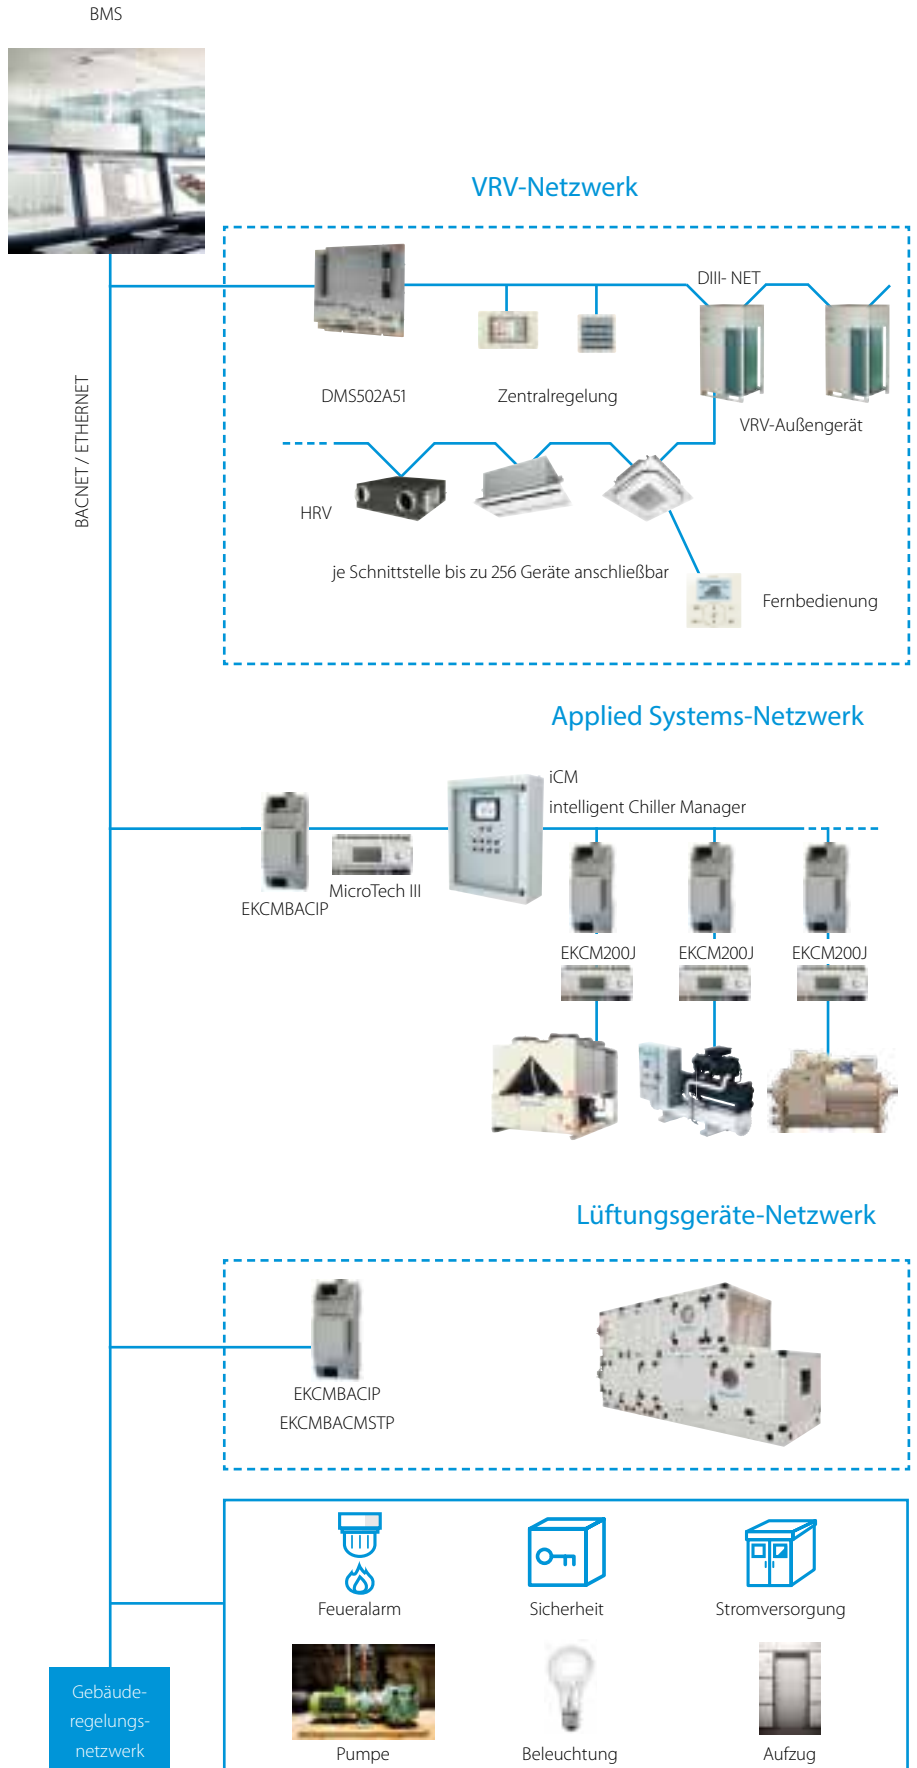 BMS
VRV-Netzwerk
DIII- NET
DMS502A51
Zentralregelung
VRV-Außengerät
BACNET / ETHERNET
HRV
je Schnittstelle bis zu 256 Geräte anschließbar
Fernbedienung
Applied Systems-Netzwerk
iCM
intelligent Chiller Manager
MicroTech III
EKCMBACIP
EKCM200J
EKCM200J
EKCM200J
Lüftungsgeräte-Netzwerk
EKCMBACIP
EKCMBACMSTP
Feueralarm
Sicherheit
Stromversorgung
Gebäude-
regelungs-
netzwerk
Pumpe
Beleuchtung
Aufzug